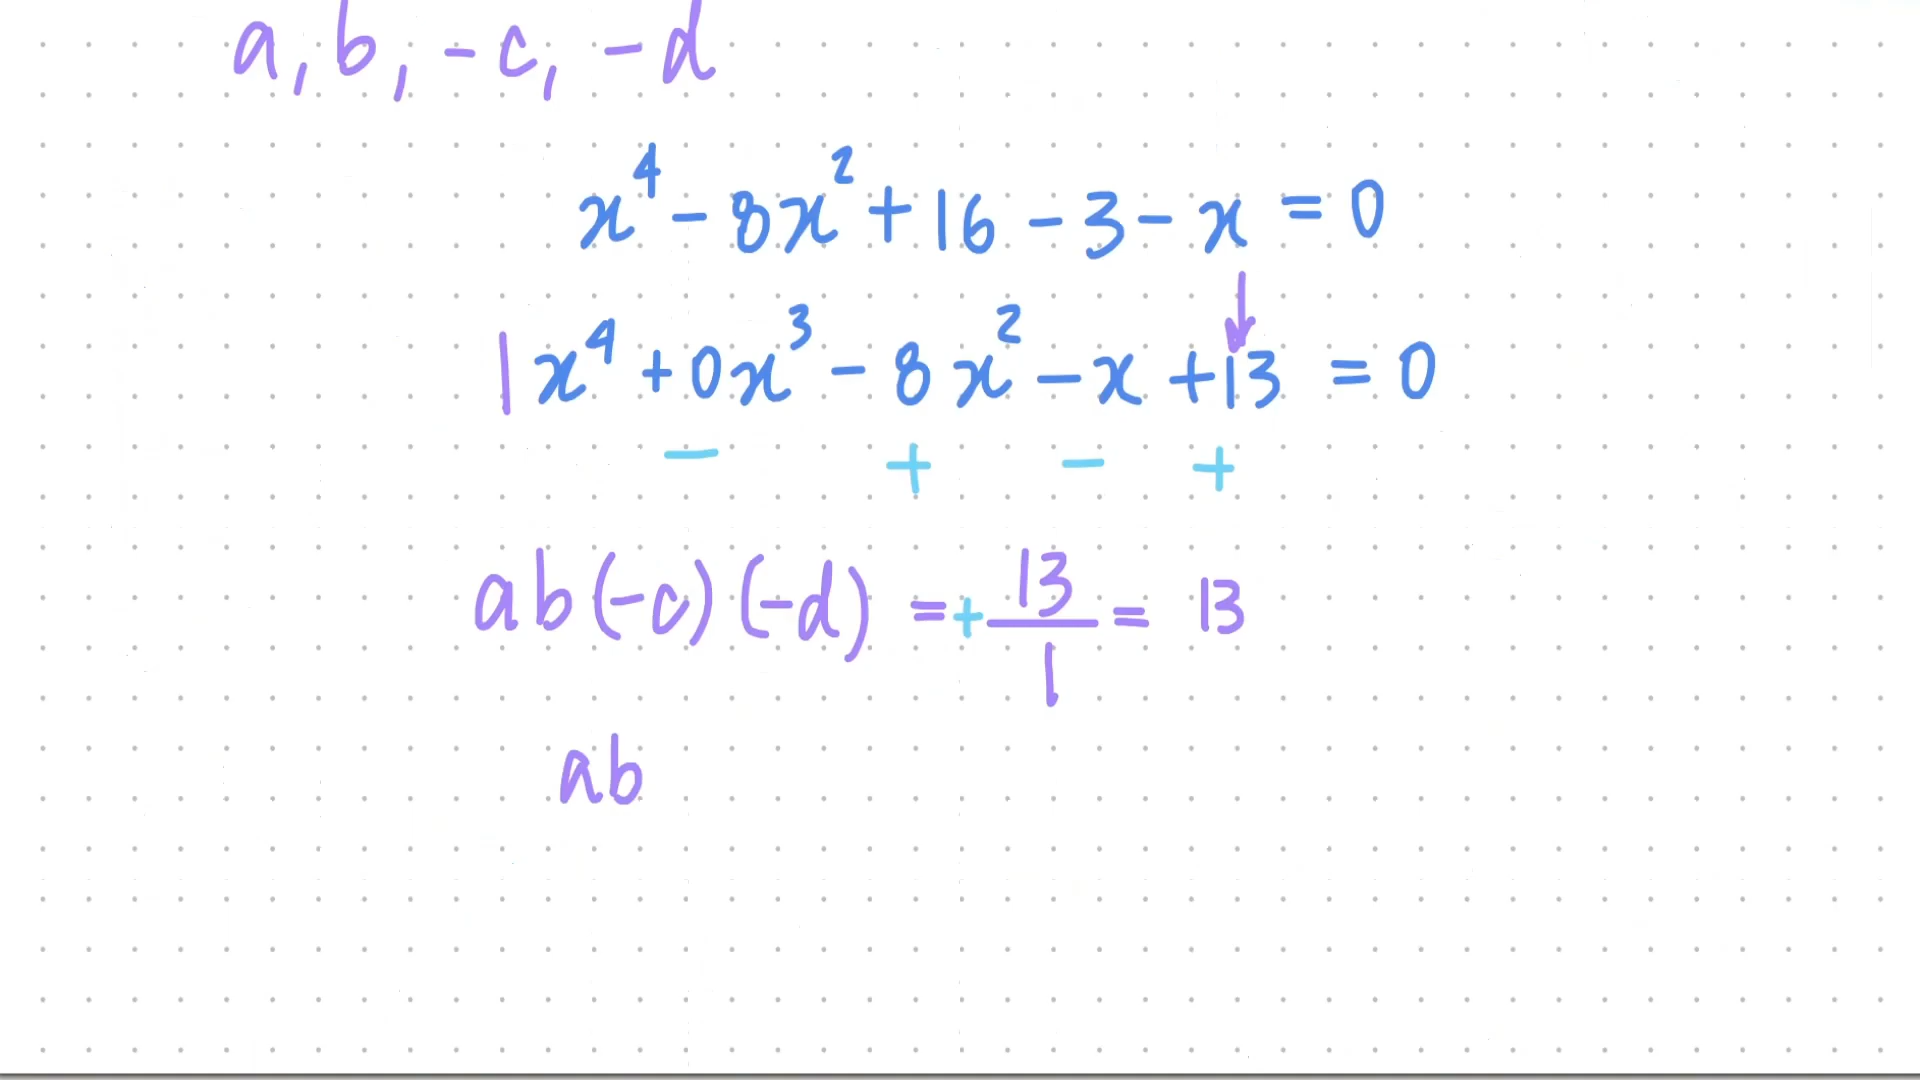 a, b, -c, -d
x⁴ - 8x² + 16 - 3 - x = 0
1x⁴ + 0x³ - 8x² - x + 13 = 0
- + - +
ab(-c)(-d) = + 13/1 = 13
ab